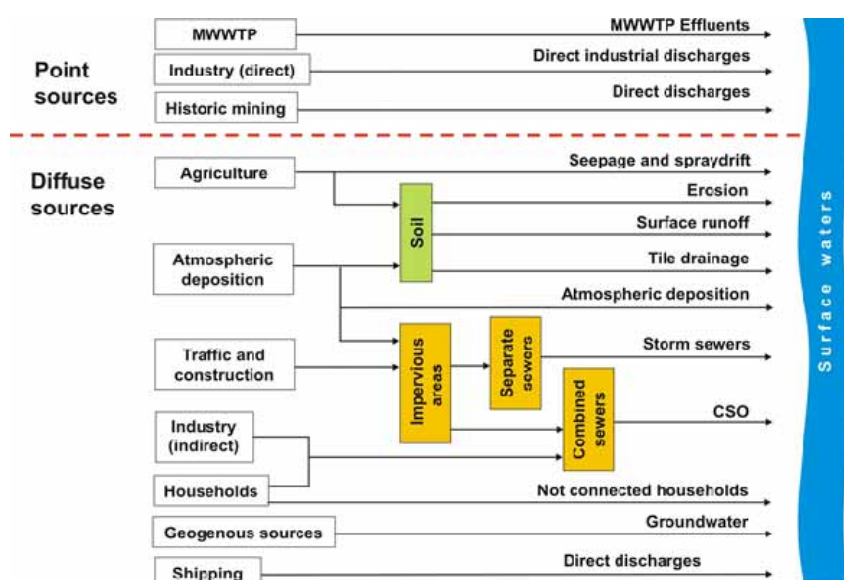 Point
sources
MWWTP
MWWTP Effluents
Industry (direct)
Direct industrial discharges
Historic mining
Direct discharges
Diffuse
sources
Agriculture
Seepage and spraydrift
Soil
Erosion
Surface runoff
Tile drainage
Atmospheric
deposition
Atmospheric deposition
Traffic and
construction
Impervious
areas
Separate
sewers
Storm sewers
Combined
sewers
CSO
Industry
(indirect)
Households
Not connected households
Geogenous sources
Groundwater
Shipping
Direct discharges
Surface waters